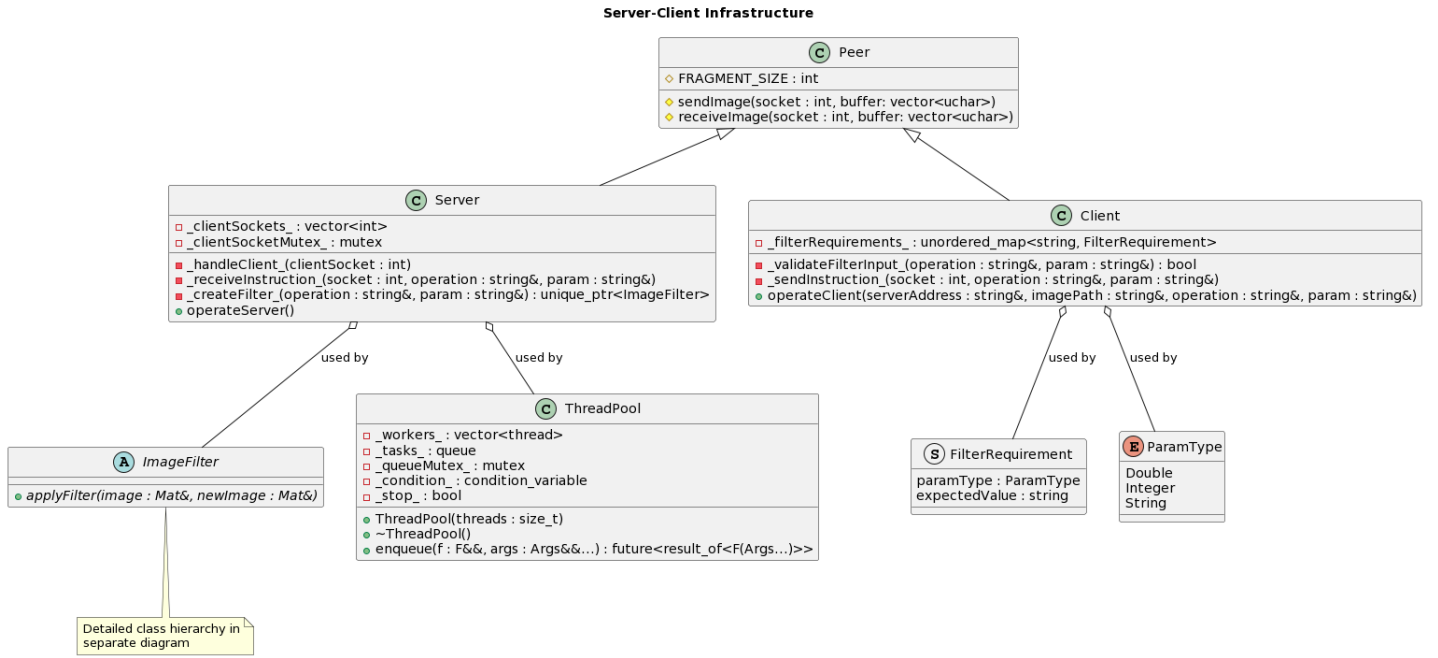 Server-Client Infrastructure
C Peer
FRAGMENT_SIZE : int
sendImage(socket : int, buffer: vector<uchar>)
receiveImage(socket : int, buffer: vector<uchar>)
C Server
_clientSockets_ : vector<int>
_clientSocketMutex_ : mutex
_handleClient_(clientSocket : int)
_receiveInstruction_(socket : int, operation : string&, param : string&)
_createFilter_(operation : string&, param : string&) : unique_ptr<ImageFilter>
operateServer()
C Client
_filterRequirements_ : unordered_map<string, FilterRequirement>
_validateFilterInput_(operation : string&, param : string&) : bool
_sendInstruction_(socket : int, operation : string&, param : string&)
operateClient(serverAddress : string&, imagePath : string&, operation : string&, param : string&)
used by
used by
used by
used by
A ImageFilter
applyFilter(image : Mat&, newImage : Mat&)
C ThreadPool
_workers_ : vector<thread>
_tasks_ : queue
_queueMutex_ : mutex
_condition_ : condition_variable
_stop_ : bool
ThreadPool(threads : size_t)
~ThreadPool()
enqueue(f : F&&, args : Args&&...) : future<result_of<F(Args...)>>
S FilterRequirement
paramType : ParamType
expectedValue : string
E ParamType
Double
Integer
String
Detailed class hierarchy in
separate diagram